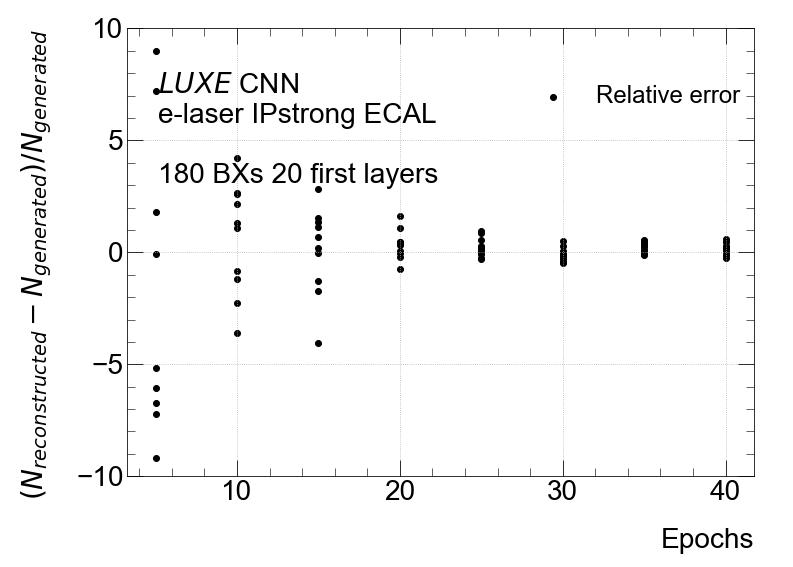 10
5
0
−5
−10
(N_reconstructed − N_generated)/N_generated
LUXE CNN
e-laser IPstrong ECAL
180 BXs 20 first layers
Relative error
10 20 30 40
Epochs